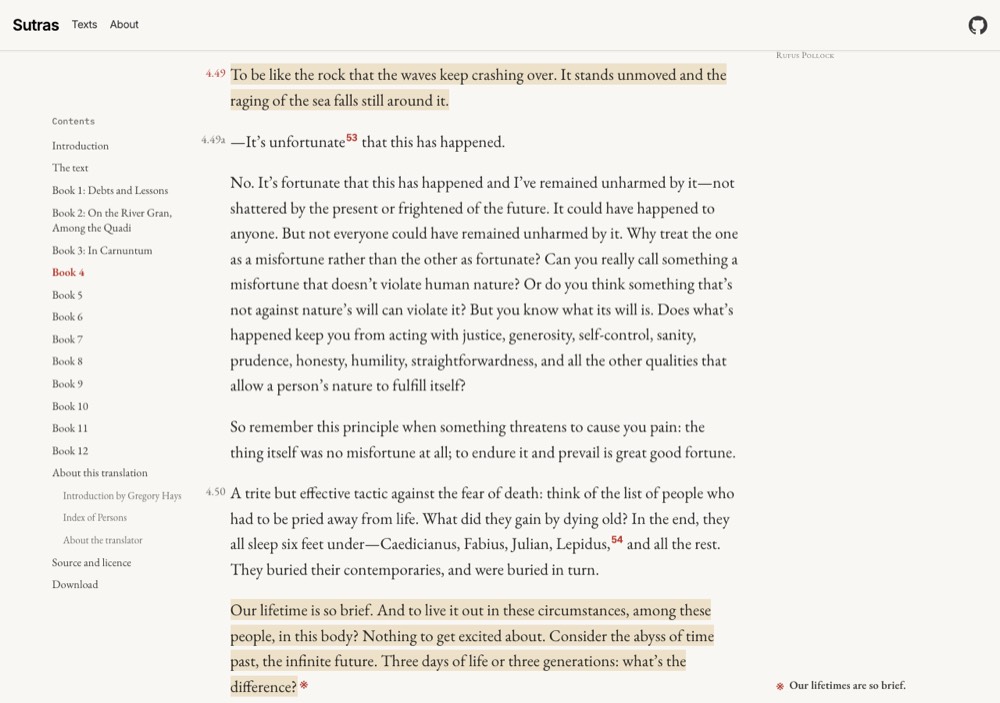 Sutras Texts About
Rufus Pollock
Contents
Introduction
The text
Book 1: Debts and Lessons
Book 2: On the River Gran,
Among the Quadi
Book 3: In Carnuntum
Book 4
Book 5
Book 6
Book 7
Book 8
Book 9
Book 10
Book 11
Book 12
About this translation
Introduction by Gregory Hays
Index of Persons
About the translator
Source and licence
Download
4.49 To be like the rock that the waves keep crashing over. It stands unmoved and the
raging of the sea falls still around it.
4.49a —It’s unfortunate53 that this has happened.
No. It’s fortunate that this has happened and I’ve remained unharmed by it—not
shattered by the present or frightened of the future. It could have happened to
anyone. But not everyone could have remained unharmed by it. Why treat the one
as a misfortune rather than the other as fortunate? Can you really call something a
misfortune that doesn’t violate human nature? Or do you think something that’s
not against nature’s will can violate it? But you know what its will is. Does what’s
happened keep you from acting with justice, generosity, self-control, sanity,
prudence, honesty, humility, straightforwardness, and all the other qualities that
allow a person’s nature to fulfill itself?
So remember this principle when something threatens to cause you pain: the
thing itself was no misfortune at all; to endure it and prevail is great good fortune.
4.50 A trite but effective tactic against the fear of death: think of the list of people who
had to be pried away from life. What did they gain by dying old? In the end, they
all sleep six feet under—Caedicianus, Fabius, Julian, Lepidus,54 and all the rest.
They buried their contemporaries, and were buried in turn.
Our lifetime is so brief. And to live it out in these circumstances, among these
people, in this body? Nothing to get excited about. Consider the abyss of time
past, the infinite future. Three days of life or three generations: what’s the
difference?※
※ Our lifetimes are so brief.